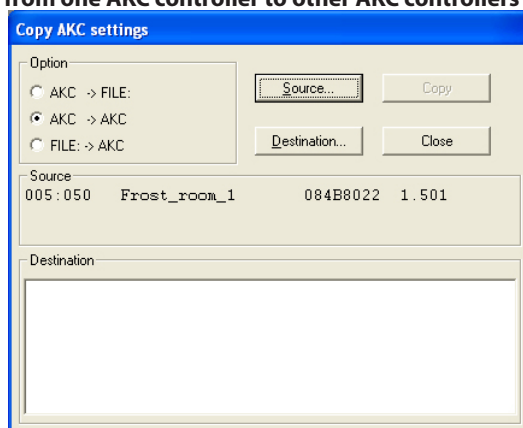 from one AKC controller to other AKC controllers
Copy AKC settings
Option
AKC -> FILE:
AKC -> AKC
FILE: -> AKC
Source...
Copy
Destination...
Close
Source
005:050 Frost_room_1 084B8022 1.501
Destination